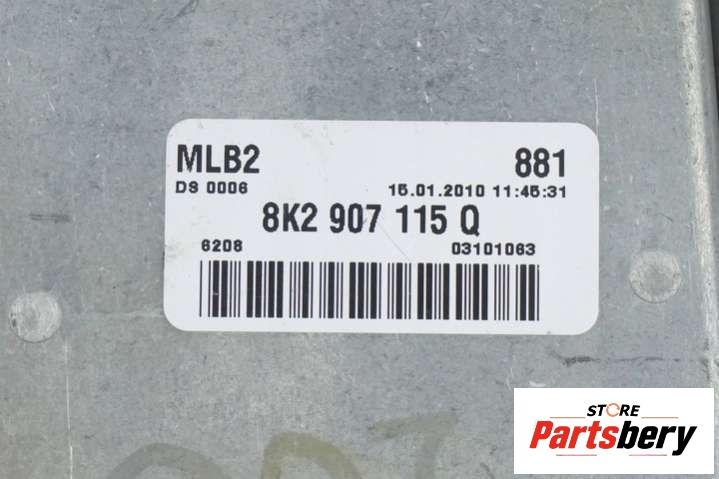 MLB2 881
DS 0006 15.01.2010 11:45:31
8K2 907 115 Q
6208 03101063
STORE
Partsbery